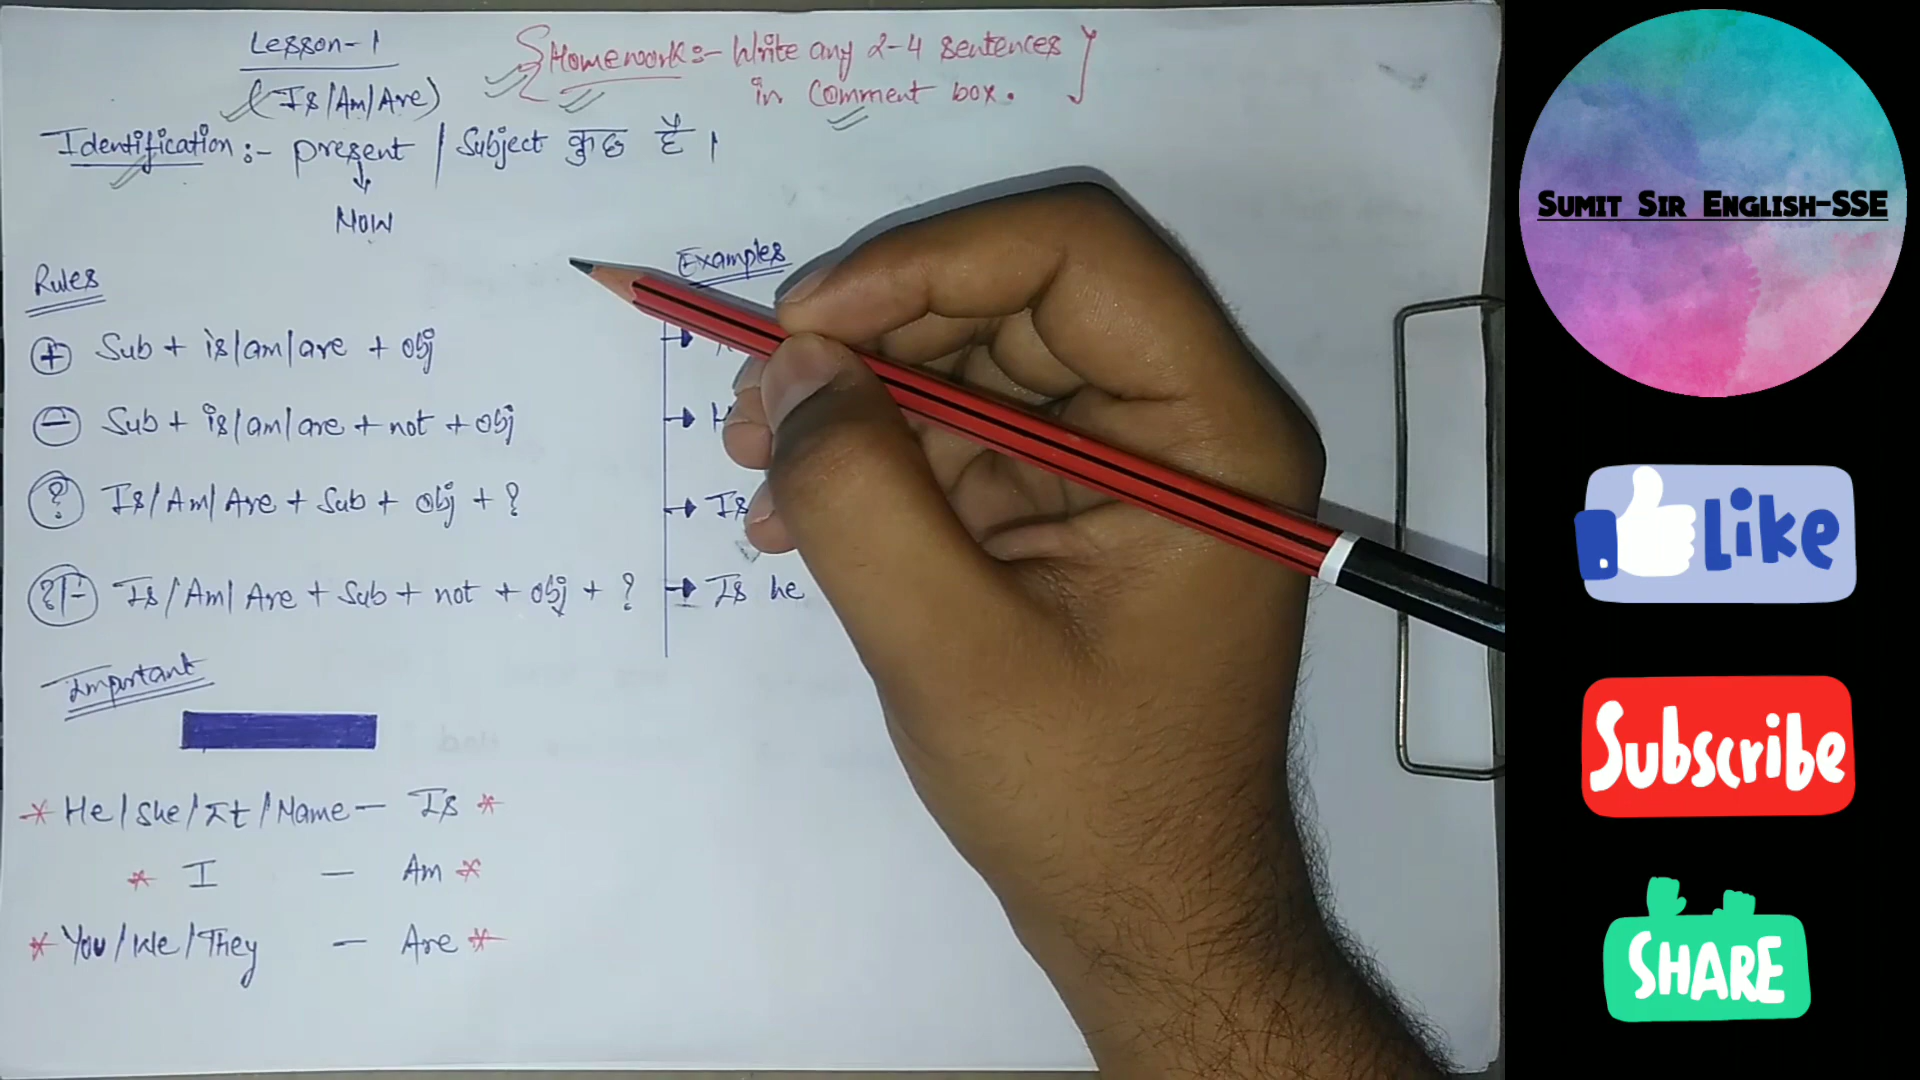 Lesson-1
(Is/Am/Are)
{Homework:- Write any 2-4 sentences
in comment box.}
Identification:- present / Subject कुछ है।
Now
Rules
Examples
+ Sub + is/am/are + obj
- Sub + is/am/are + not + obj
? Is/Am/Are + Sub + obj + ?
Is
?/- Is/Am/Are + Sub + not + obj + ?
Is he
Important
* He/She/It/Name - Is *
* I - Am *
* You/We/They - Are *
SUMIT SIR ENGLISH-SSE
Like
Subscribe
SHARE